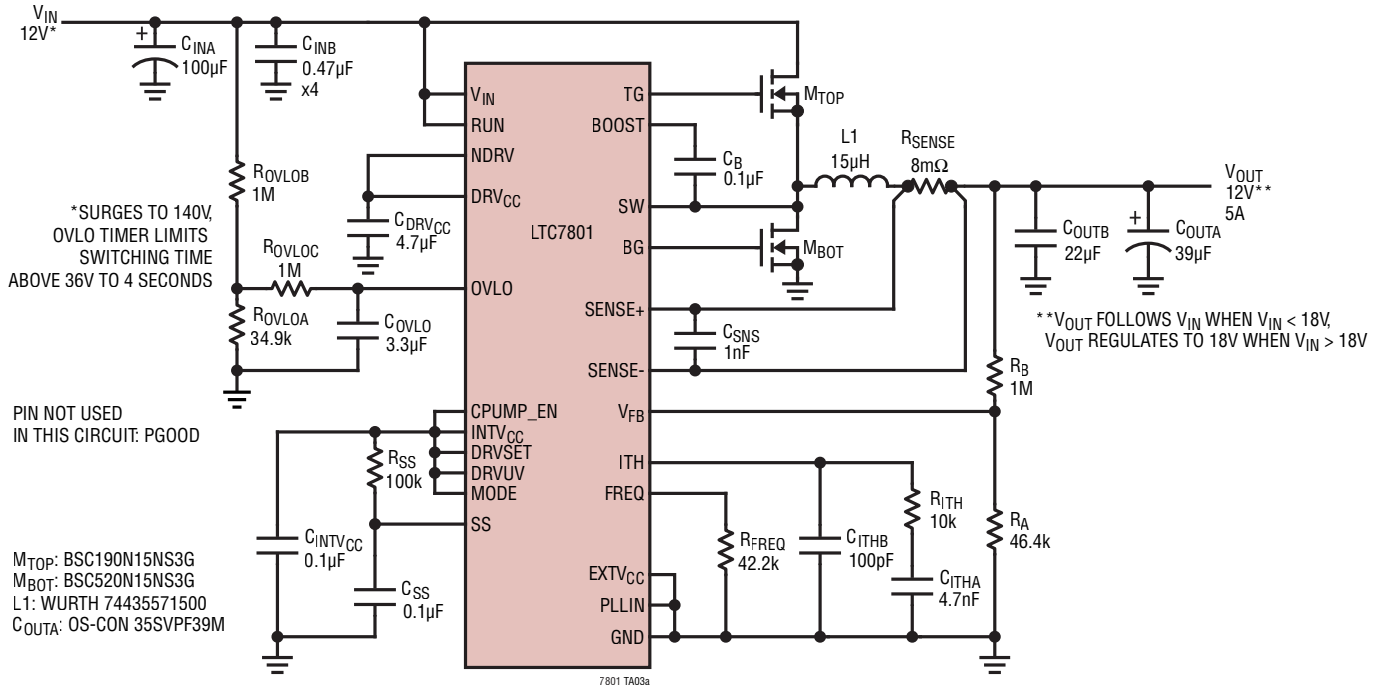 VIN
12V*
+
CINA
100µF
CINB
0.47µF
x4
ROVLOB
1M
*SURGES TO 140V,
OVLO TIMER LIMITS
SWITCHING TIME
ABOVE 36V TO 4 SECONDS
ROVLOC
1M
ROVLOA
34.9k
COVLO
3.3µF
CDRVCC
4.7µF
PIN NOT USED
IN THIS CIRCUIT: PGOOD
RSS
100k
CINTVCC
0.1µF
CSS
0.1µF
MTOP: BSC190N15NS3G
MBOT: BSC520N15NS3G
L1: WURTH 74435571500
COUTA: OS-CON 35SVPF39M
VIN
RUN
NDRV
DRVCC
OVLO
CPUMP_EN
INTVCC
DRVSET
DRVUV
MODE
SS
LTC7801
TG
BOOST
SW
BG
SENSE+
SENSE-
VFB
ITH
FREQ
EXTVCC
PLLIN
GND
MTOP
CB
0.1µF
L1
15µH
RSENSE
8mΩ
MBOT
CSNS
1nF
VOUT
12V**
5A
COUTB
22µF
+
COUTA
39µF
**VOUT FOLLOWS VIN WHEN VIN < 18V,
VOUT REGULATES TO 18V WHEN VIN > 18V
RB
1M
RA
46.4k
RFREQ
42.2k
CITHB
100pF
RITH
10k
CITHA
4.7nF
7801 TA03a